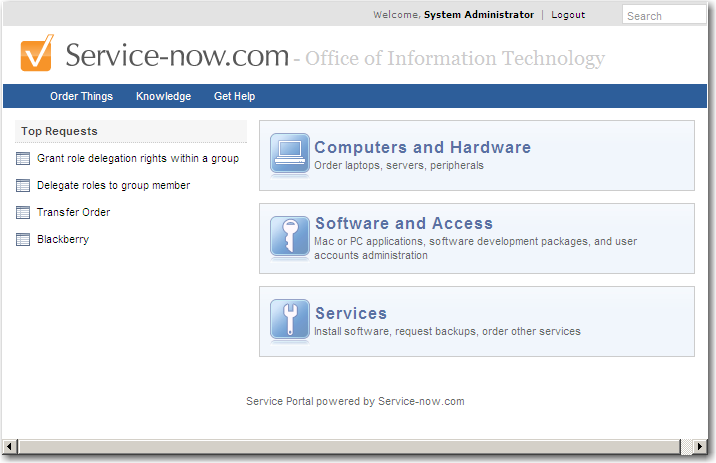 Welcome, System Administrator | Logout
Search
Service-now.com - Office of Information Technology
Order Things Knowledge Get Help
Top Requests
Grant role delegation rights within a group
Delegate roles to group member
Transfer Order
Blackberry
Computers and Hardware
Order laptops, servers, peripherals
Software and Access
Mac or PC applications, software development packages, and user
accounts administration
Services
Install software, request backups, order other services
Service Portal powered by Service-now.com